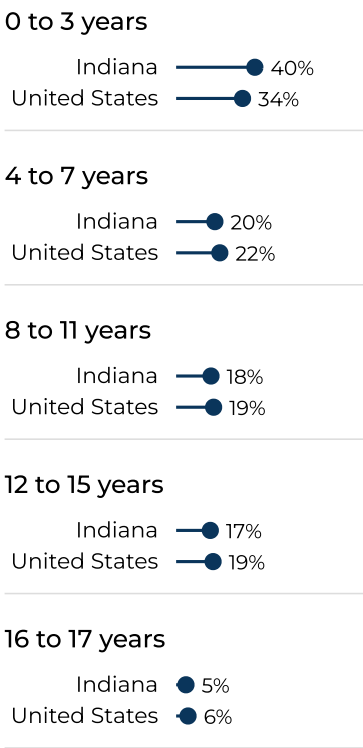 0 to 3 years
Indiana 40%
United States 34%
4 to 7 years
Indiana 20%
United States 22%
8 to 11 years
Indiana 18%
United States 19%
12 to 15 years
Indiana 17%
United States 19%
16 to 17 years
Indiana 5%
United States 6%